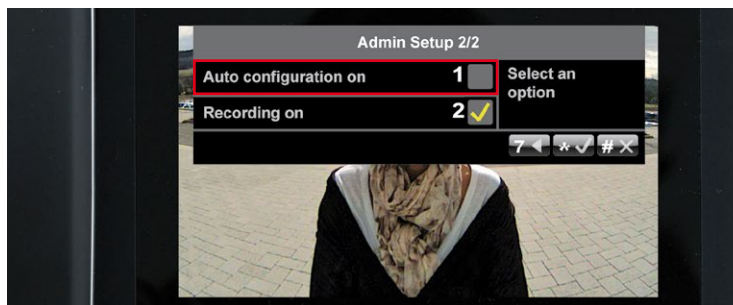 Admin Setup 2/2
Auto configuration on 1
Select an
option
Recording on 2
7 * #